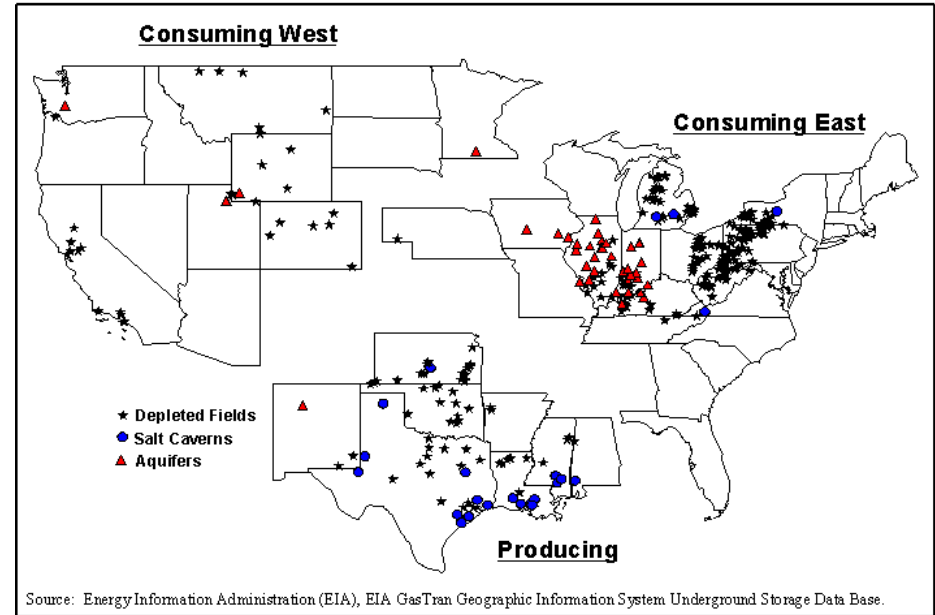 Consuming West
Consuming East
Depleted Fields
Salt Caverns
Aquifers
Producing
Source: Energy Information Administration (EIA), EIA GasTran Geographic Information System Underground Storage Data Base.